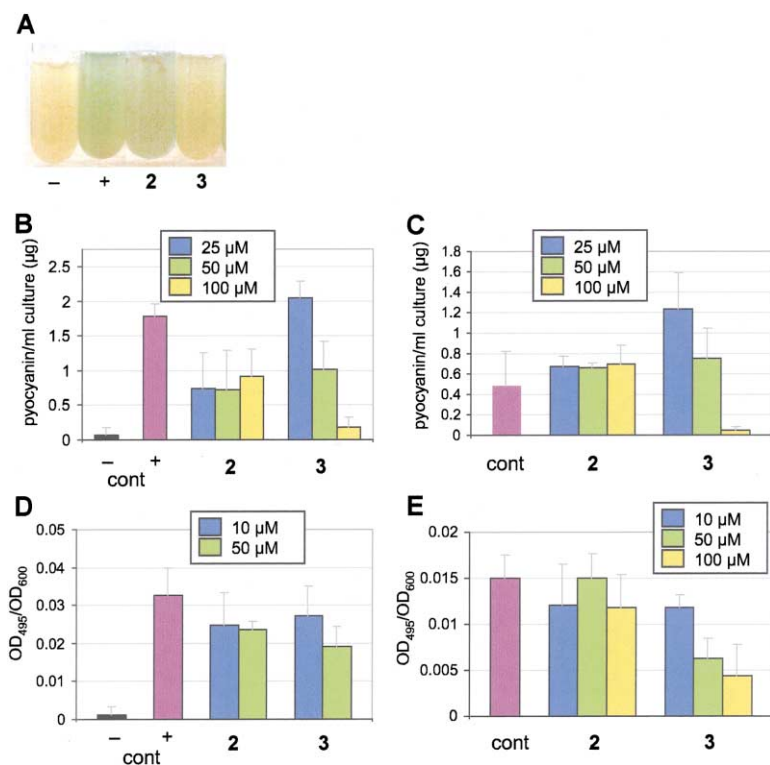 A
– + 2 3
B
25 µM
50 µM
100 µM
pyocyanin/ml culture (µg)
2.5
2
1.5
1
0.5
0
– + 2 3
cont
C
25 µM
50 µM
100 µM
pyocyanin/ml culture (µg)
1.8
1.6
1.4
1.2
1
0.8
0.6
0.4
0.2
0
cont 2 3
D
10 µM
50 µM
OD495/OD600
0.05
0.04
0.03
0.02
0.01
0
– + 2 3
cont
E
10 µM
50 µM
100 µM
OD495/OD600
0.02
0.015
0.01
0.005
0
cont 2 3